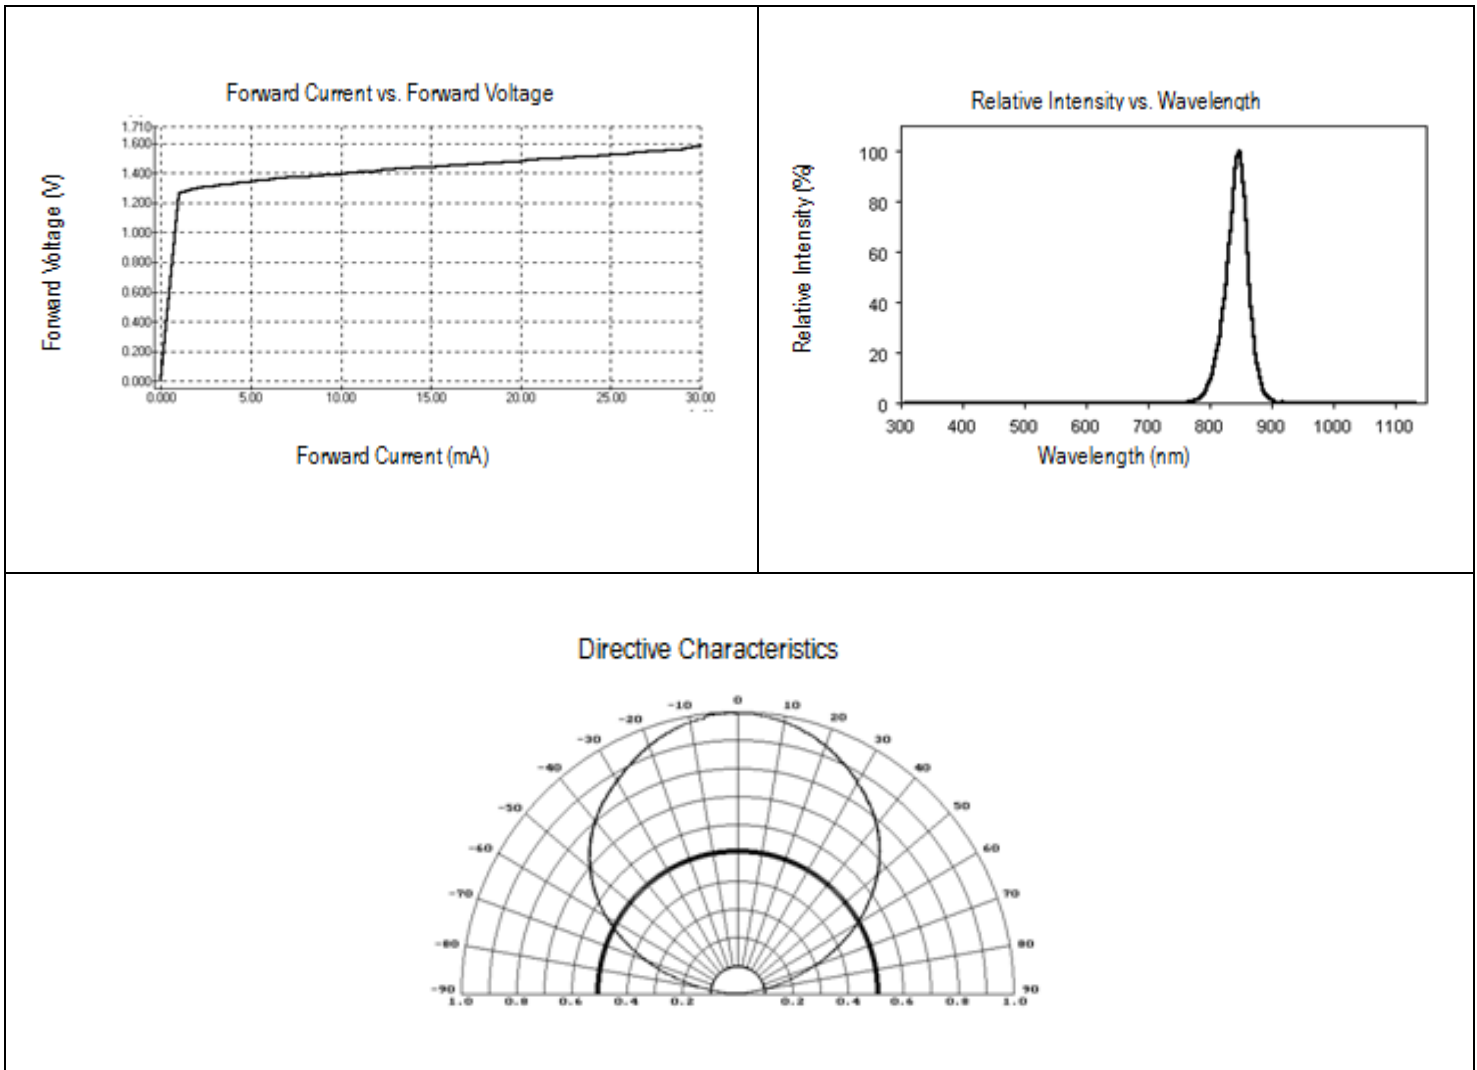 Forward Current vs. Forward Voltage
1.710
1.600
1.400
1.200
1.000
0.800
0.600
0.400
0.200
0.000
Forward Voltage (V)
0.000 5.00 10.00 15.00 20.00 25.00 30.00
Forward Current (mA)
Relative Intensity vs. Wavelength
100
80
60
40
20
0
Relative Intensity (%)
300 400 500 600 700 800 900 1000 1100
Wavelength (nm)
Directive Characteristics
-90 -80 -70 -60 -50 -40 -30 -20 -10 0 10 20 30 40 50 60 70 80 90
1.0 0.8 0.6 0.4 0.2 0.2 0.4 0.6 0.8 1.0